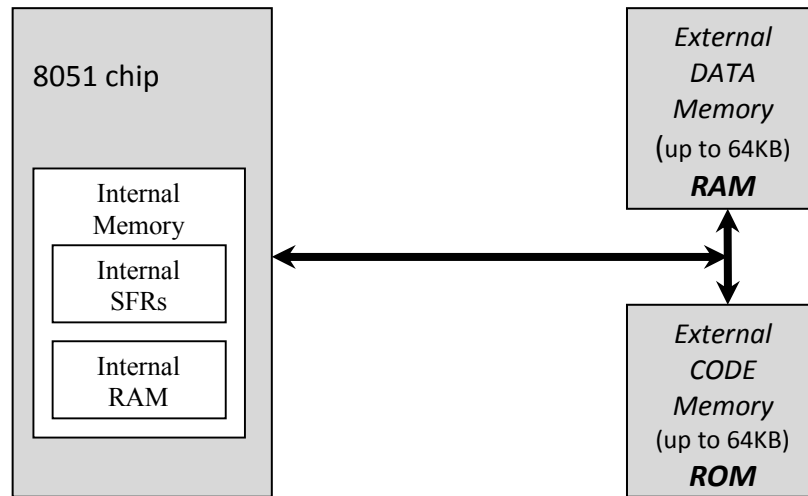 8051 chip
Internal
Memory
Internal
SFRs
Internal
RAM
External
DATA
Memory
(up to 64KB)
RAM
External
CODE
Memory
(up to 64KB)
ROM